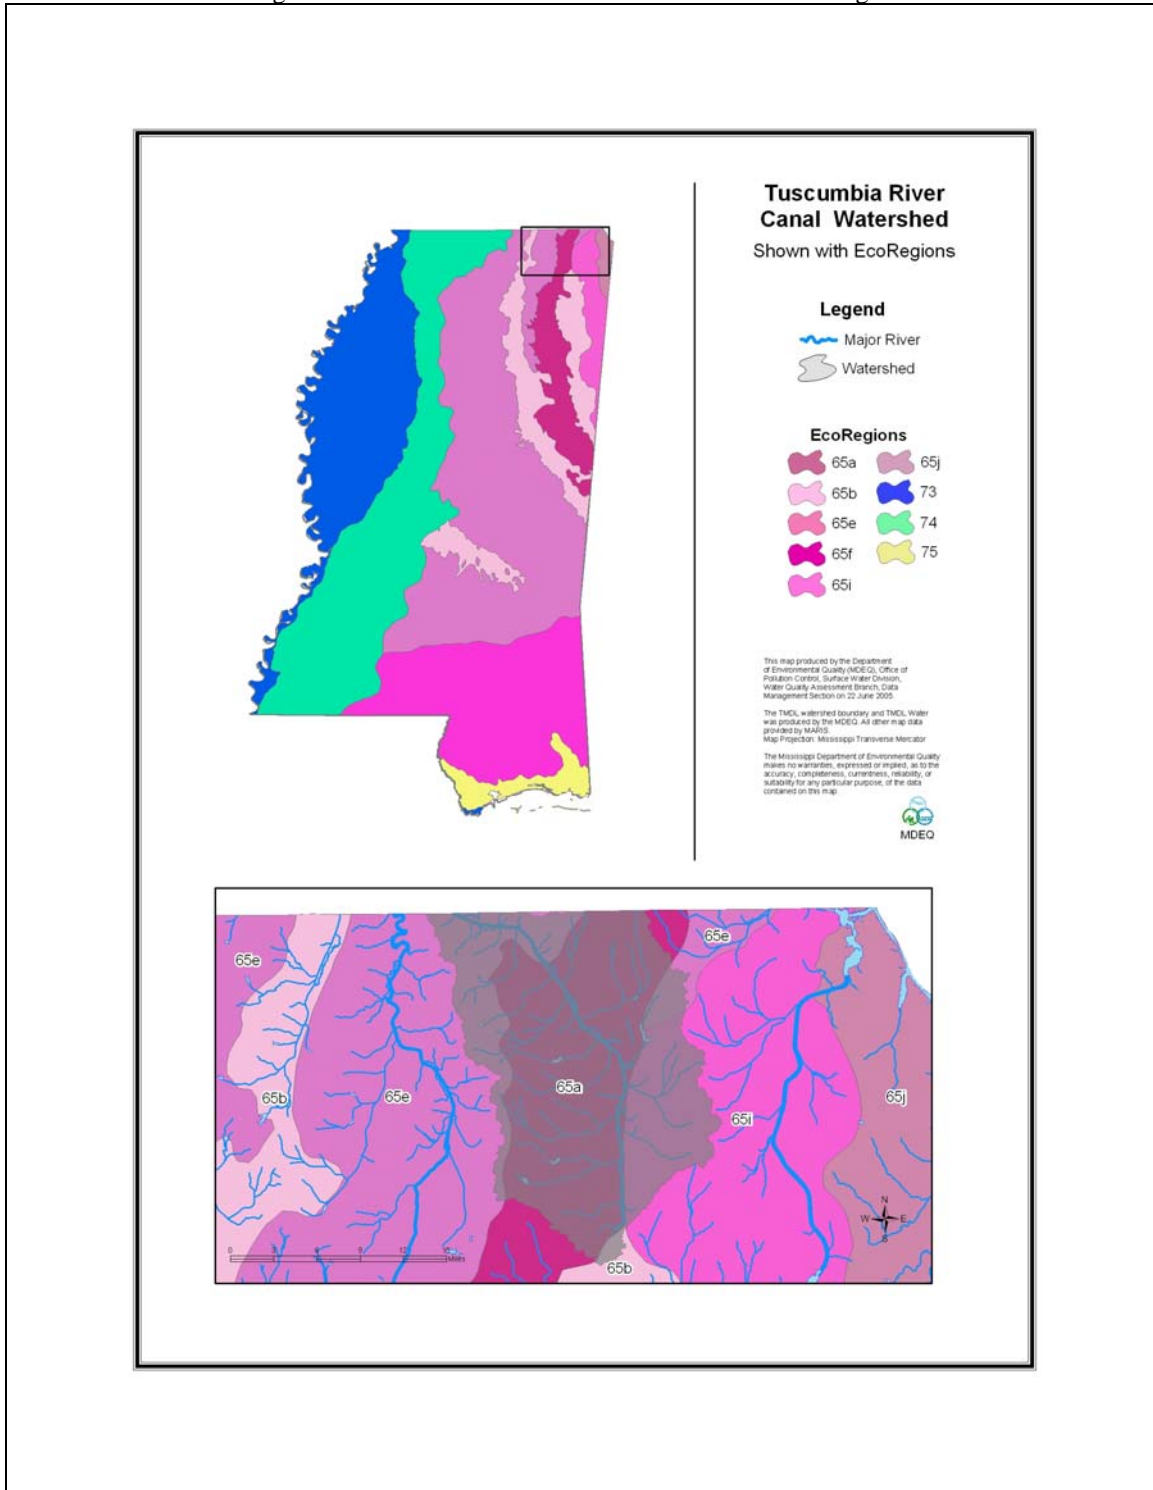 Tuscumbia River
Canal Watershed
Shown with EcoRegions
Legend
Major River
Watershed
EcoRegions
65a
65j
65b
73
65e
74
65f
75
65i
This map produced by the Department
of Environmental Quality (MDEQ), Office of
Pollution Control, Surface Water Division,
Water Quality Assessment Branch, Data
Management Section on 22 June 2005.
The TMDL watershed boundary and TMDL Water
was produced by the MDEQ. All other map data
provided by MARIS.
Map Projection: Mississippi Transverse Mercator
The Mississippi Department of Environmental Quality
makes no warranties, expressed or implied, as to the
accuracy, completeness, currentness, reliability, or
suitability for any particular purpose, of the data
contained on this map.
MDEQ
65e
65e
65a
65b
65e
65i
65j
N
W E
S
0 3 6 9 12 15
Miles
65b